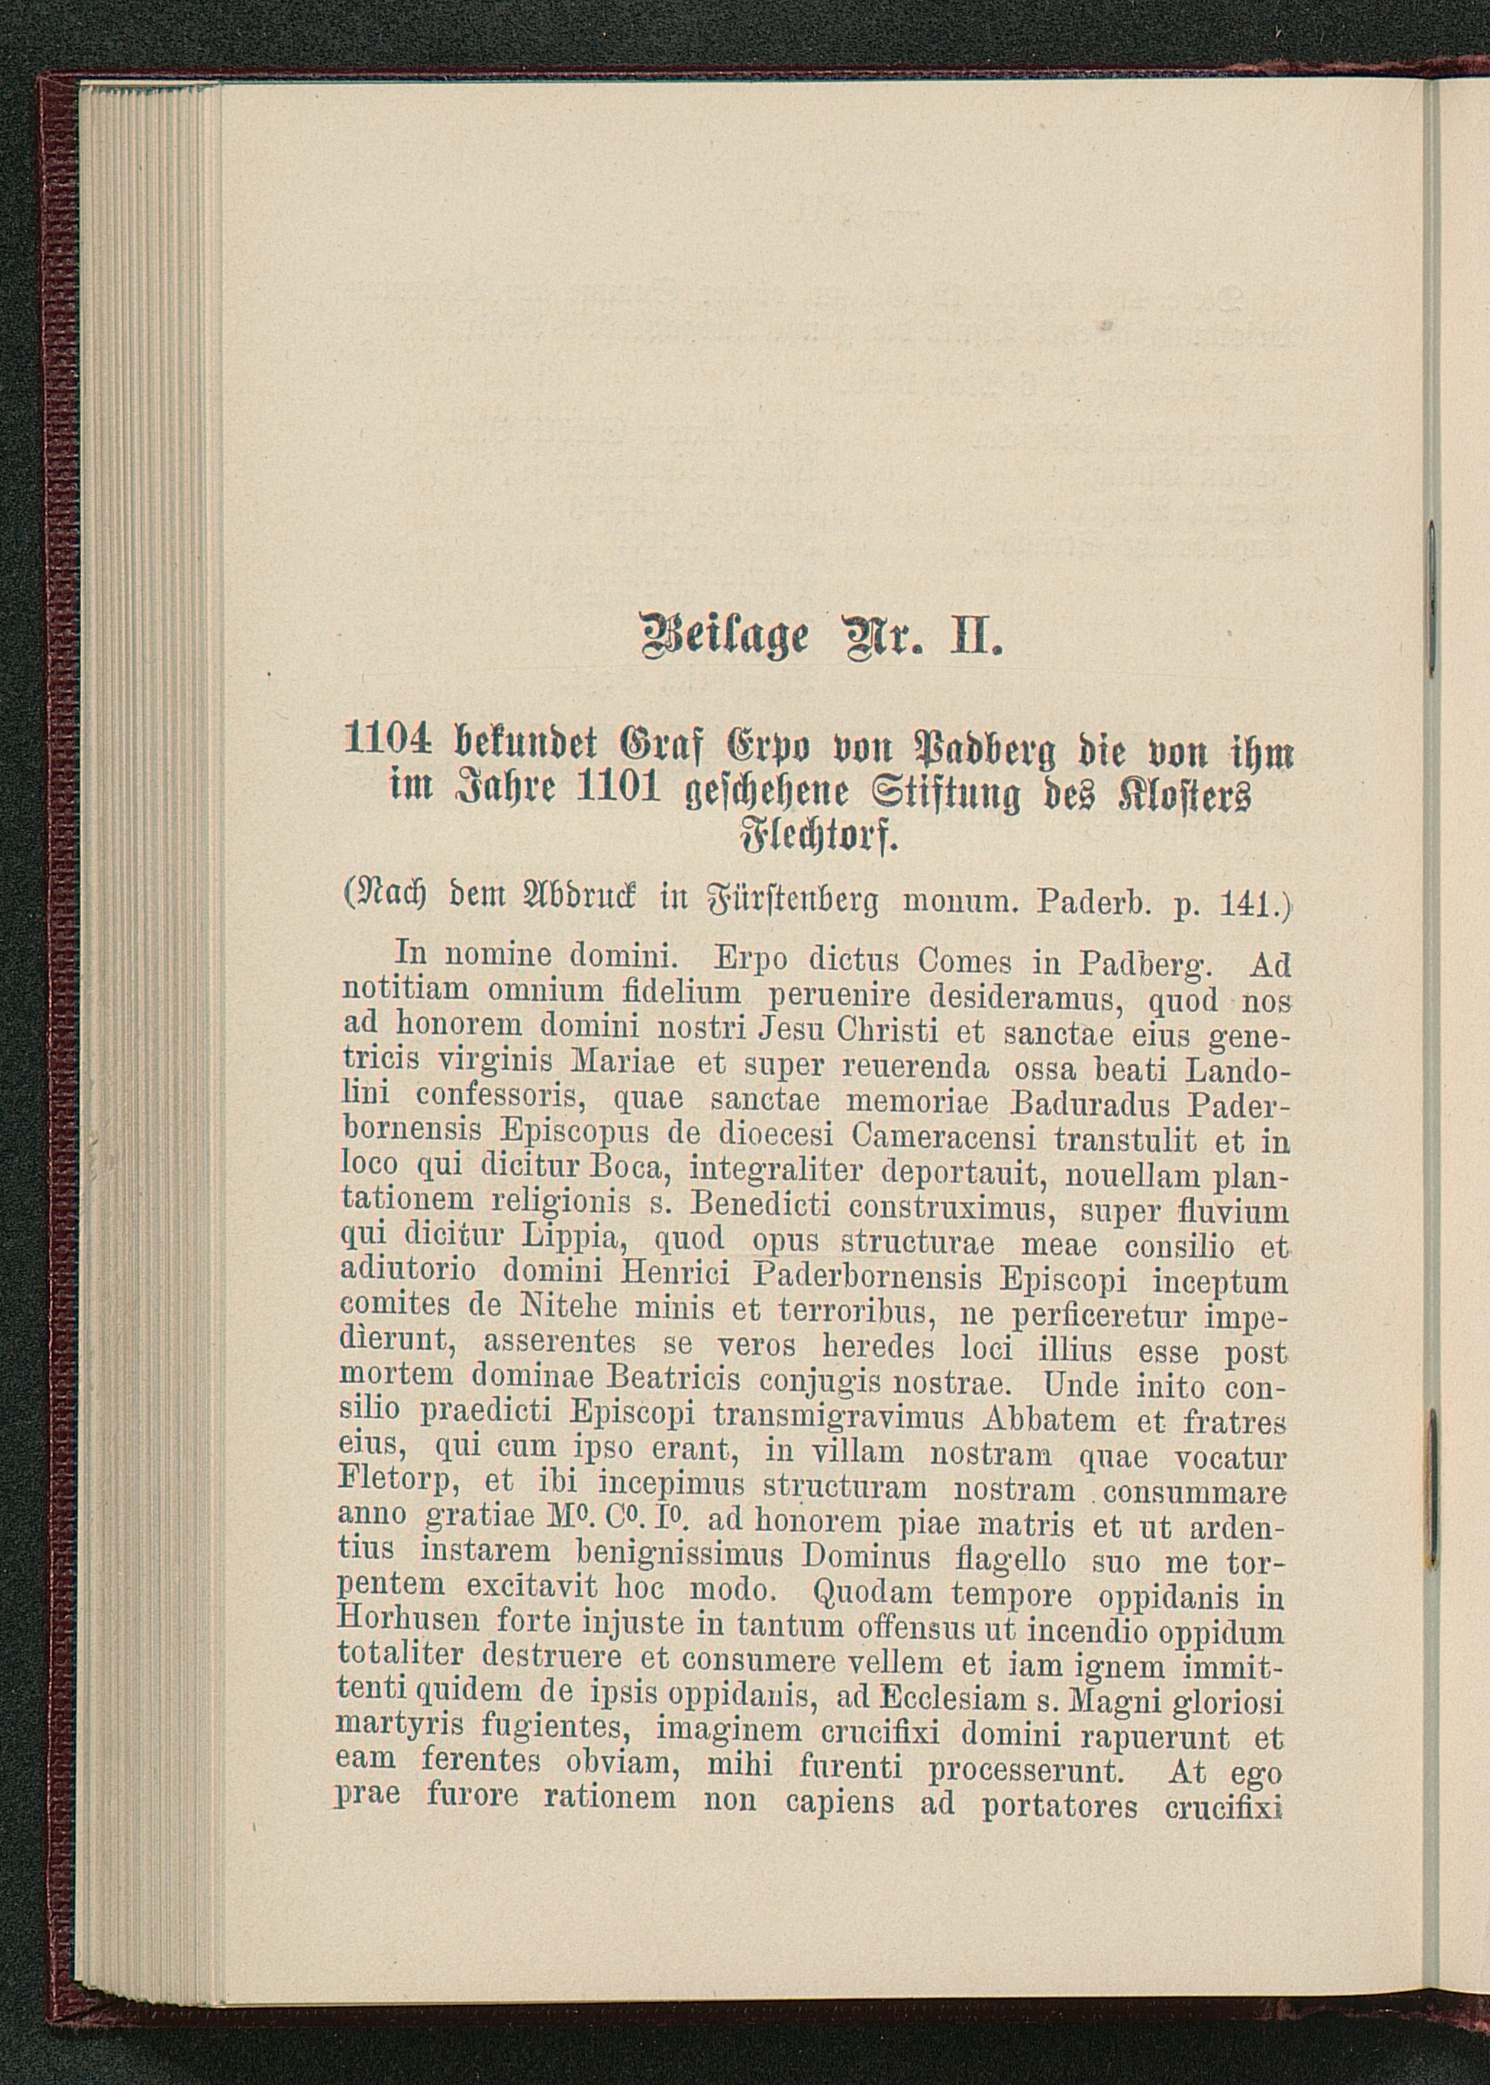 Beilage Nr. II.
1104 bekundet Graf Erpo von Padberg die von ihm
im Jahre 1101 geschehene Stiftung des Klosters
Flechtorf.
(Nach dem Abdruck in Fürstenberg monum. Paderb. p. 141.)
In nomine domini. Erpo dictus Comes in Padberg. Ad
notitiam omnium fidelium peruenire desideramus, quod nos
ad honorem domini nostri Jesu Christi et sanctae eius gene-
tricis virginis Mariae et super reuerenda ossa beati Lando-
lini confessoris, quae sanctae memoriae Baduradus Pader-
bornensis Episcopus de dioecesi Cameracensi transtulit et in
loco qui dicitur Boca, integraliter deportauit, nouellam plan-
tationem religionis s. Benedicti construximus, super fluvium
qui dicitur Lippia, quod opus structurae meae consilio et
adiutorio domini Henrici Paderbornensis Episcopi inceptum
comites de Nitehe minis et terroribus, ne perficeretur impe-
dierunt, asserentes se veros heredes loci illius esse post
mortem dominae Beatricis conjugis nostrae. Unde inito con-
silio praedicti Episcopi transmigravimus Abbatem et fratres
eius, qui cum ipso erant, in villam nostram quae vocatur
Fletorp, et ibi incepimus structuram nostram consummare
anno gratiae Mº. Cº. Iº. ad honorem piae matris et ut arden-
tius instarem benignissimus Dominus flagello suo me tor-
pentem excitavit hoc modo. Quodam tempore oppidanis in
Horhusen forte injuste in tantum offensus ut incendio oppidum
totaliter destruere et consumere vellem et iam ignem immit-
tenti quidem de ipsis oppidanis, ad Ecclesiam s. Magni gloriosi
martyris fugientes, imaginem crucifixi domini rapuerunt et
eam ferentes obviam, mihi furenti processerunt. At ego
prae furore rationem non capiens ad portatores crucifixi